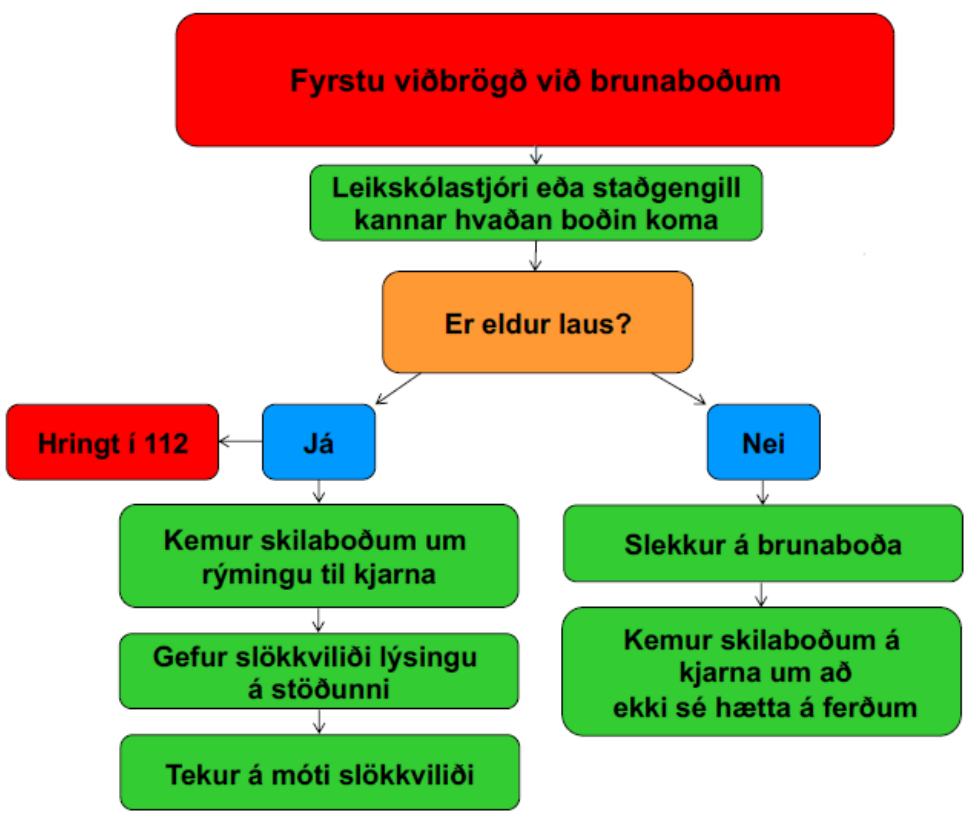 Fyrstu viðbrögð við brunaboðum
Leikskólastjóri eða staðgengill
kannar hvaðan boðin koma
Er eldur laus?
Hringt í 112
Já
Nei
Kemur skilaboðum um
rýmingu til kjarna
Gefur slökkviliði lýsingu
á stöðunni
Tekur á móti slökkviliði
Slekkur á brunaboða
Kemur skilaboðum á
kjarna um að
ekki sé hætta á ferðum